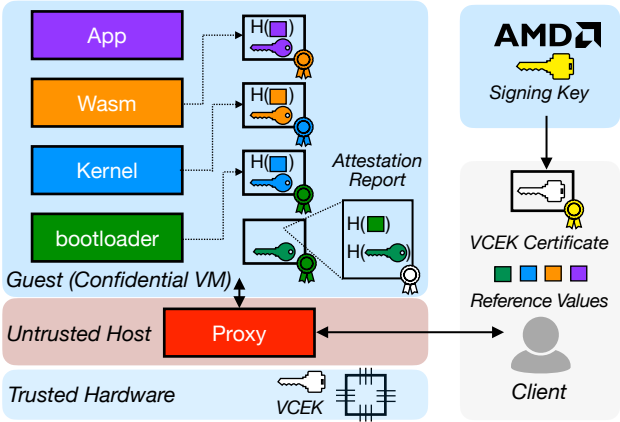 App
Wasm
Kernel
bootloader
H( )
H( )
H( )
Attestation
Report
H( )
H( )
Guest (Confidential VM)
Untrusted Host
Proxy
Trusted Hardware
VCEK
AMD
Signing Key
VCEK Certificate
Reference Values
Client